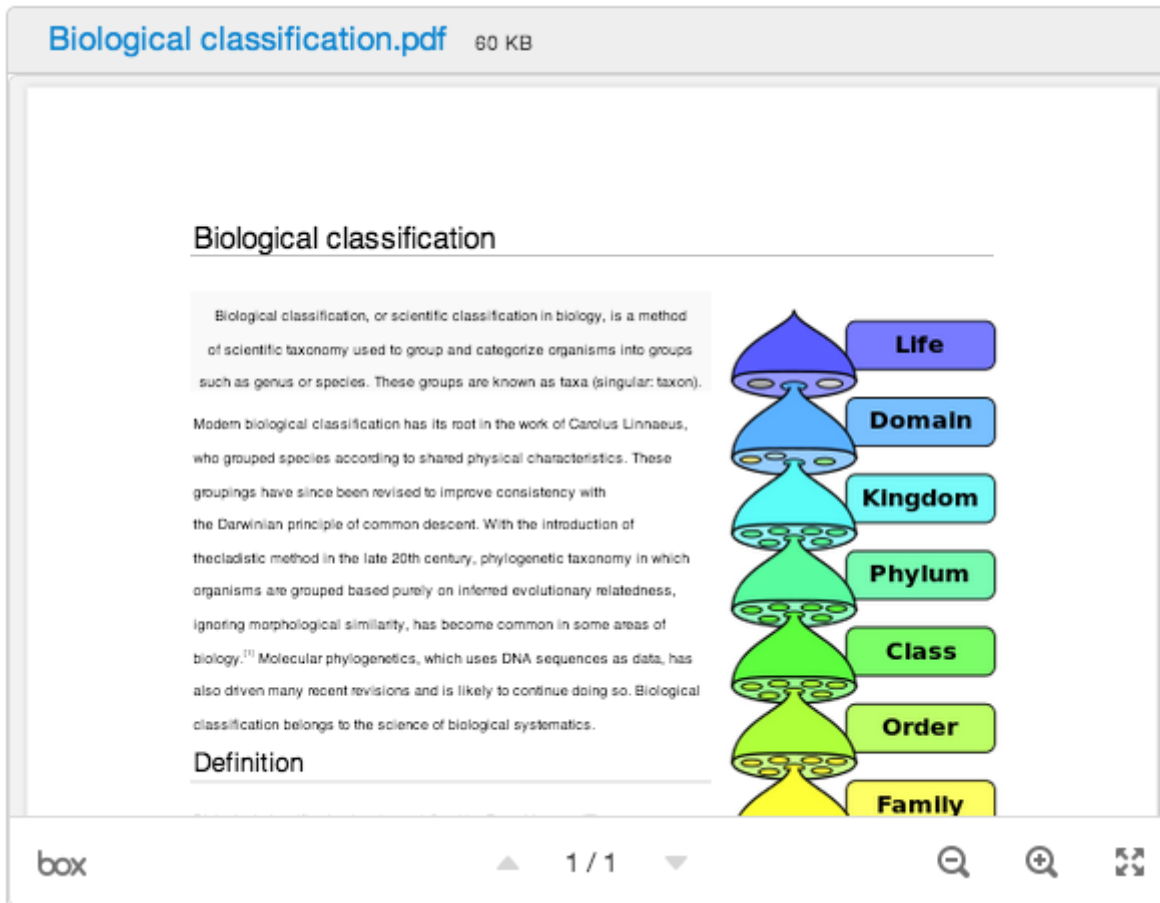 Biological classification.pdf 60 KB
Biological classification
Biological classification, or scientific classification in biology, is a method
of scientific taxonomy used to group and categorize organisms into groups
such as genus or species. These groups are known as taxa (singular: taxon).
Modern biological classification has its root in the work of Carolus Linnaeus,
who grouped species according to shared physical characteristics. These
groupings have since been revised to improve consistency with
the Darwinian principle of common descent. With the introduction of
thecladistic method in the late 20th century, phylogenetic taxonomy in which
organisms are grouped based purely on inferred evolutionary relatedness,
ignoring morphological similarity, has become common in some areas of
biology.[1] Molecular phylogenetics, which uses DNA sequences as data, has
also driven many recent revisions and is likely to continue doing so. Biological
classification belongs to the science of biological systematics.
Definition
Life
Domain
Kingdom
Phylum
Class
Order
Family
box
1 / 1